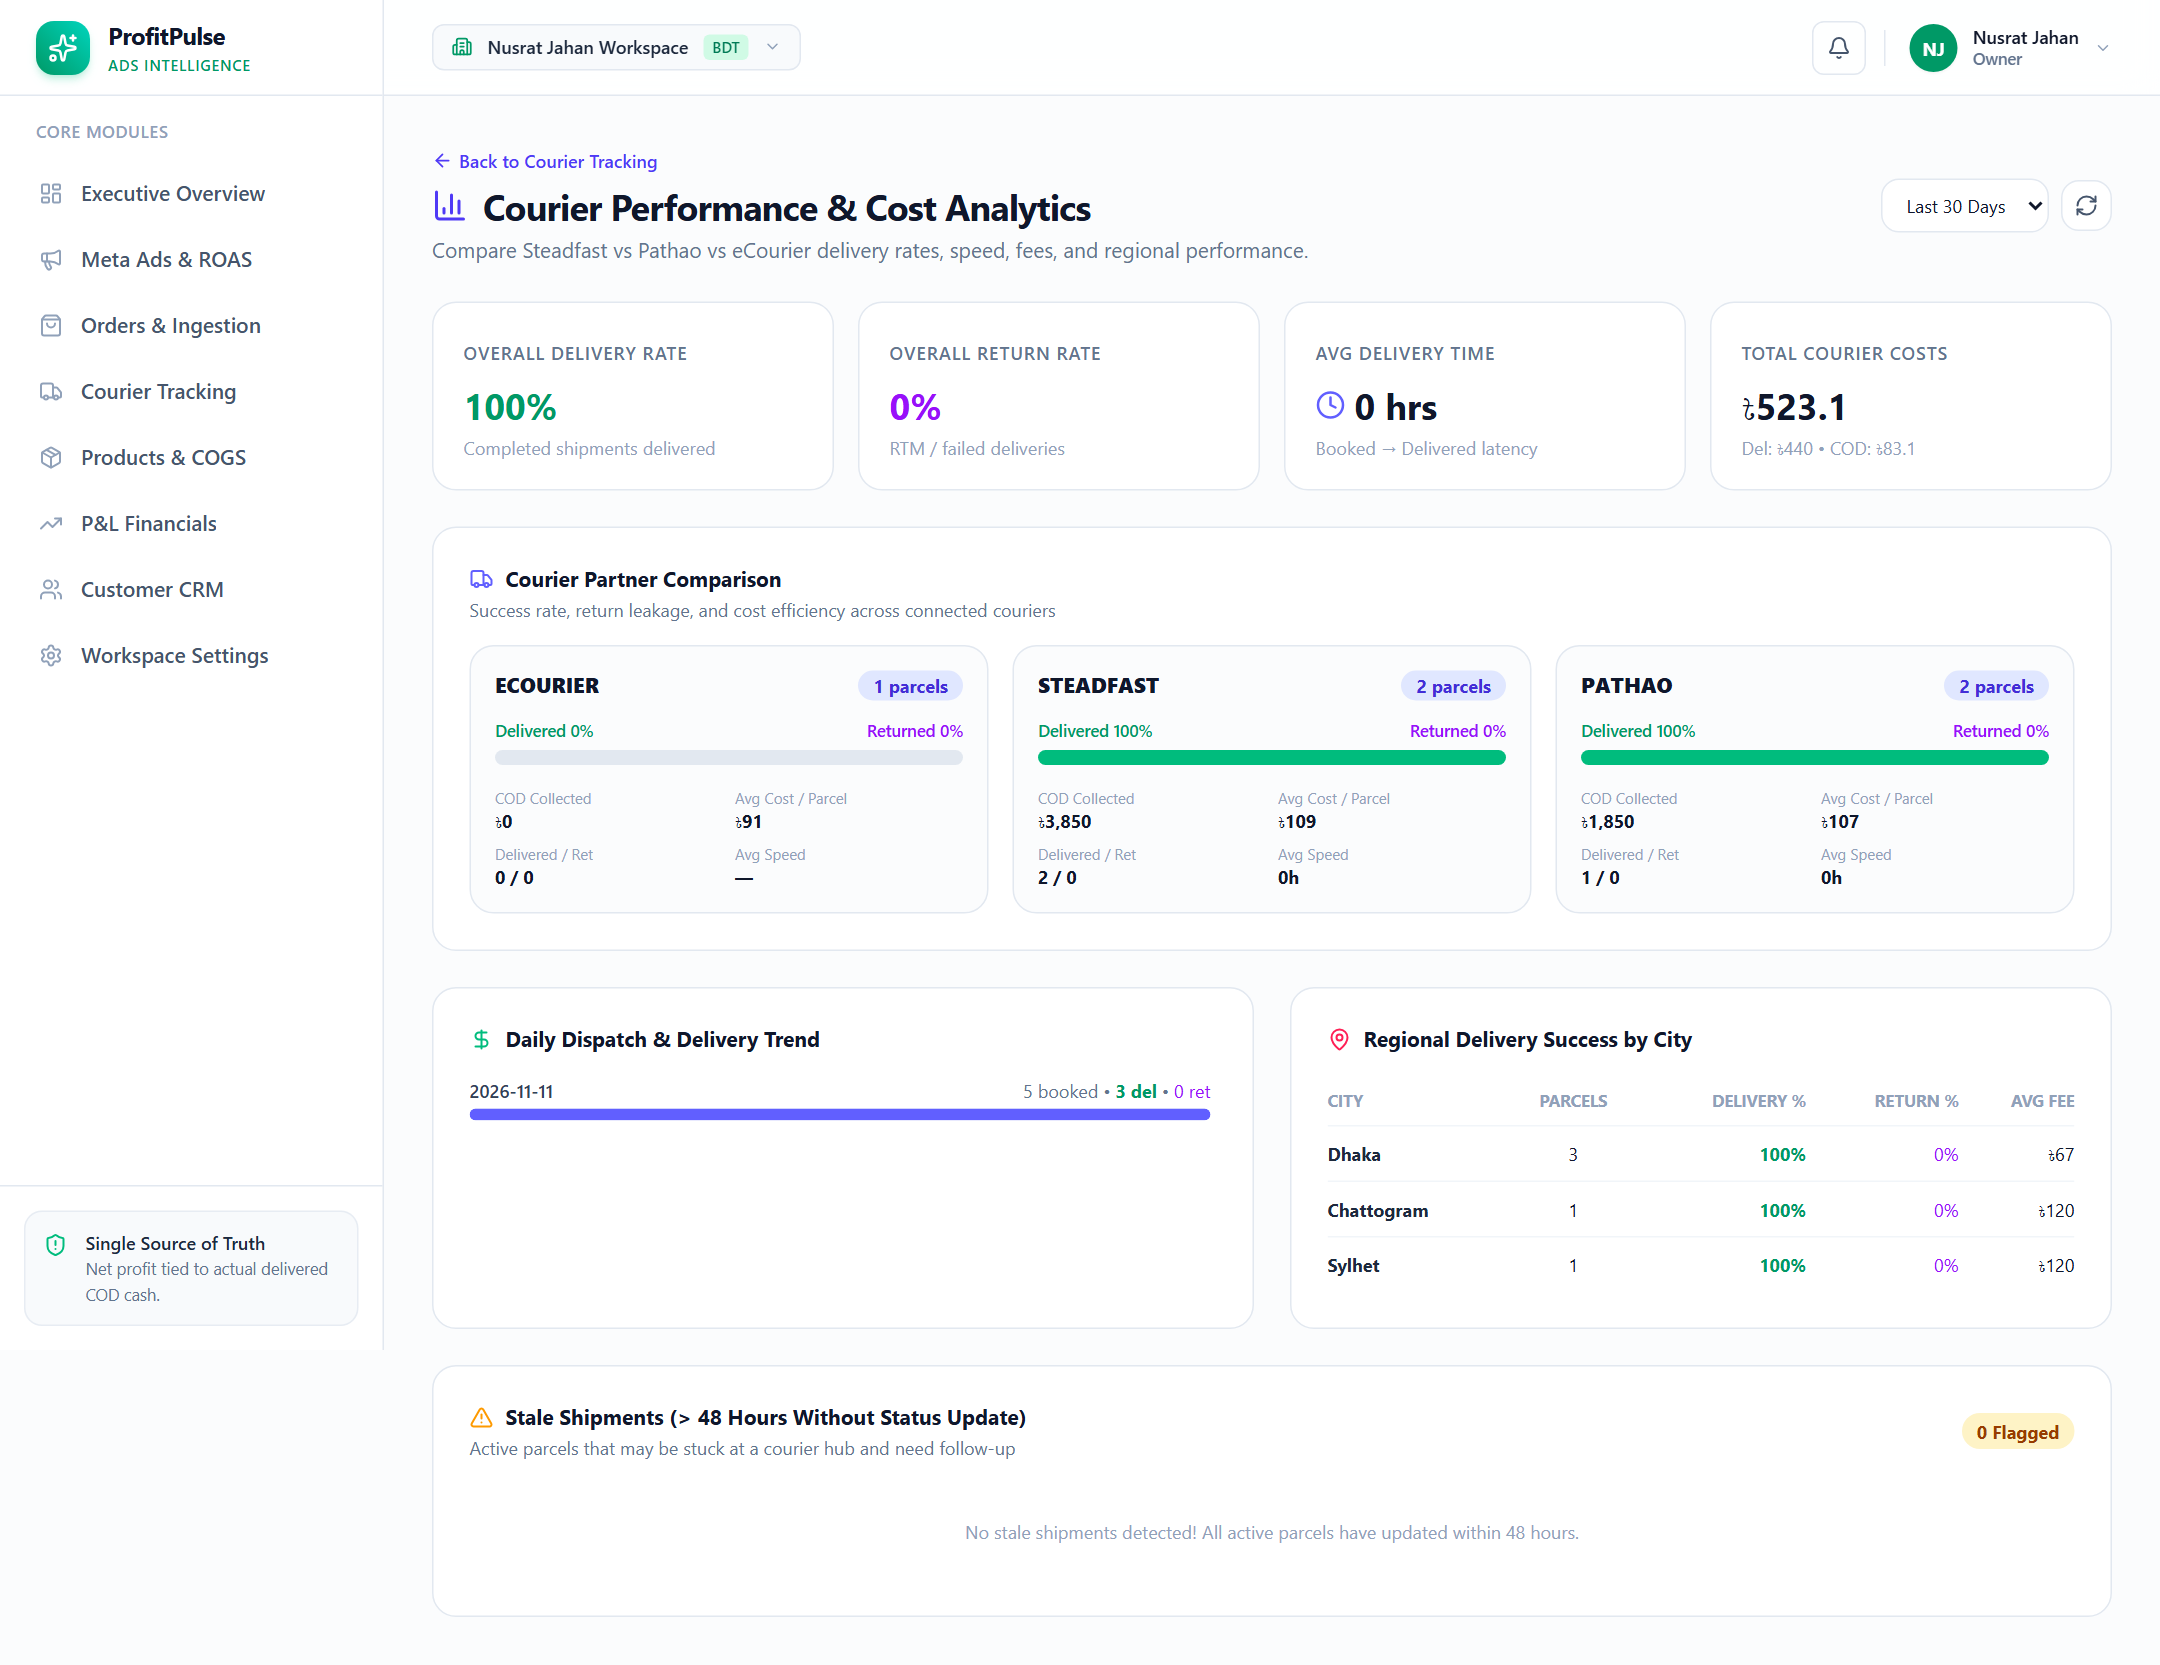 ProfitPulse
ADS INTELLIGENCE
Nusrat Jahan Workspace BDT
NJ
Nusrat Jahan
Owner
CORE MODULES
Executive Overview
Meta Ads & ROAS
Orders & Ingestion
Courier Tracking
Products & COGS
P&L Financials
Customer CRM
Workspace Settings
Single Source of Truth
Net profit tied to actual delivered
COD cash.
← Back to Courier Tracking
Courier Performance & Cost Analytics
Compare Steadfast vs Pathao vs eCourier delivery rates, speed, fees, and regional performance.
Last 30 Days
OVERALL DELIVERY RATE
100%
Completed shipments delivered
OVERALL RETURN RATE
0%
RTM / failed deliveries
AVG DELIVERY TIME
0 hrs
Booked → Delivered latency
TOTAL COURIER COSTS
৳523.1
Del: ৳440 • COD: ৳83.1
Courier Partner Comparison
Success rate, return leakage, and cost efficiency across connected couriers
ECOURIER 1 parcels
Delivered 0% Returned 0%
COD Collected Avg Cost / Parcel
৳0 ৳91
Delivered / Ret Avg Speed
0 / 0 —
STEADFAST 2 parcels
Delivered 100% Returned 0%
COD Collected Avg Cost / Parcel
৳3,850 ৳109
Delivered / Ret Avg Speed
2 / 0 0h
PATHAO 2 parcels
Delivered 100% Returned 0%
COD Collected Avg Cost / Parcel
৳1,850 ৳107
Delivered / Ret Avg Speed
1 / 0 0h
Daily Dispatch & Delivery Trend
2026-11-11 5 booked • 3 del • 0 ret
Regional Delivery Success by City
CITY PARCELS DELIVERY % RETURN % AVG FEE
Dhaka 3 100% 0% ৳67
Chattogram 1 100% 0% ৳120
Sylhet 1 100% 0% ৳120
Stale Shipments (> 48 Hours Without Status Update)
Active parcels that may be stuck at a courier hub and need follow-up
0 Flagged
No stale shipments detected! All active parcels have updated within 48 hours.